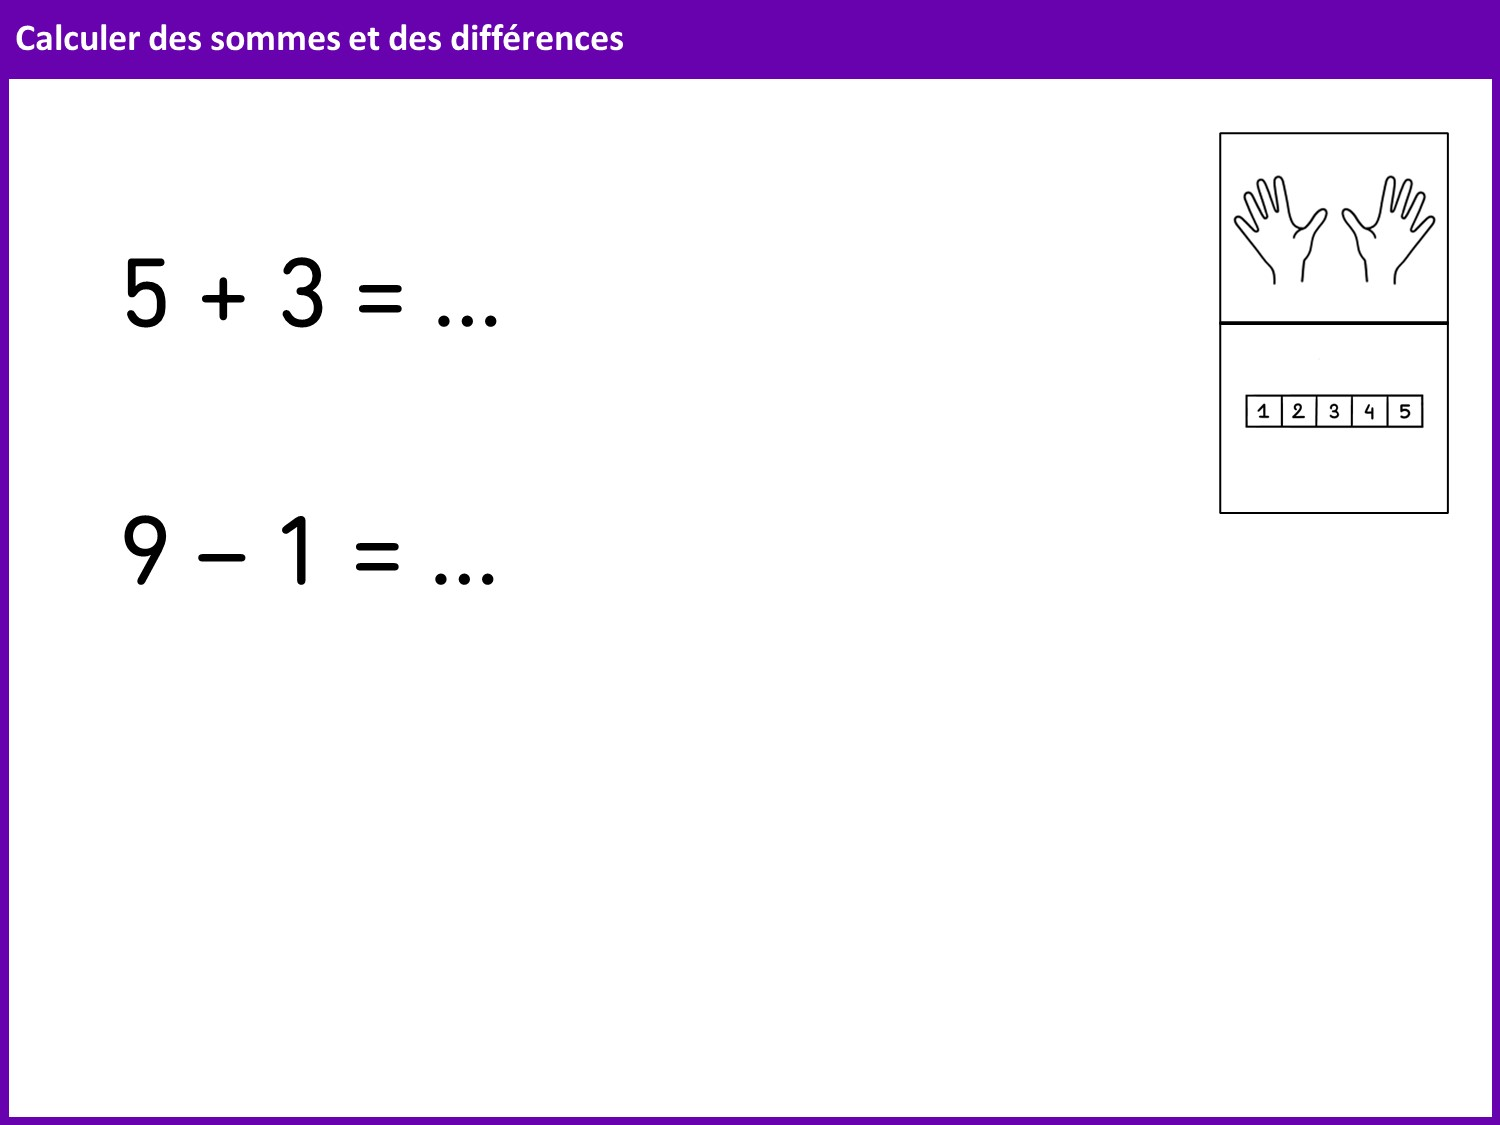 Calculer des sommes et des différences
5 + 3 = ...
1 2 3 4 5
9 – 1 = ...